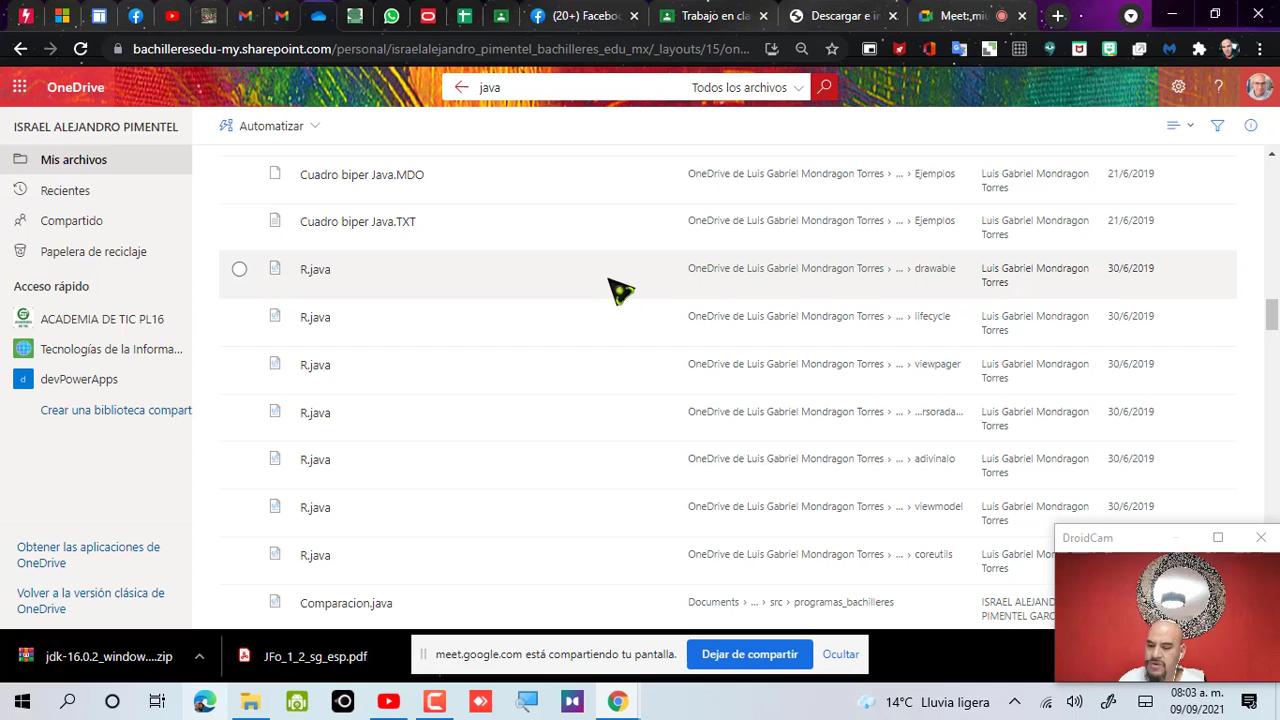 (20+) Facebo
Trabajo en cla
Descargar e in
Meet:,miu
bachilleresedu-my.sharepoint.com/personal/israelalejandro_pimentel_bachilleres_edu_mx/_layouts/15/on...
OneDrive
java
Todos los archivos
ISRAEL ALEJANDRO PIMENTEL
Automatizar
Mis archivos
Recientes
Compartido
Papelera de reciclaje
Acceso rápido
ACADEMIA DE TIC PL16
Tecnologías de la Informa...
d devPowerApps
Crear una biblioteca compart
Obtener las aplicaciones de
OneDrive
Volver a la versión clásica de
OneDrive
Cuadro biper Java.MDO
OneDrive de Luis Gabriel Mondragon Torres › ... › Ejemplos
Luis Gabriel Mondragon
Torres
21/6/2019
Cuadro biper Java.TXT
OneDrive de Luis Gabriel Mondragon Torres › ... › Ejemplos
Luis Gabriel Mondragon
Torres
21/6/2019
R.java
OneDrive de Luis Gabriel Mondragon Torres › ... › drawable
Luis Gabriel Mondragon
Torres
30/6/2019
R.java
OneDrive de Luis Gabriel Mondragon Torres › ... › lifecycle
Luis Gabriel Mondragon
Torres
30/6/2019
R.java
OneDrive de Luis Gabriel Mondragon Torres › ... › viewpager
Luis Gabriel Mondragon
Torres
30/6/2019
R.java
OneDrive de Luis Gabriel Mondragon Torres › ... › ...rsorada...
Luis Gabriel Mondragon
Torres
30/6/2019
R.java
OneDrive de Luis Gabriel Mondragon Torres › ... › adivinalo
Luis Gabriel Mondragon
Torres
30/6/2019
R.java
OneDrive de Luis Gabriel Mondragon Torres › ... › viewmodel
Luis Gabriel Mondragon
Torres
30/6/2019
R.java
OneDrive de Luis Gabriel Mondragon Torres › ... › coreutils
Luis
Torres
Comparacion.java
Documents › ... › src › programas_bachilleres
ISRAEL ALEJA
PIMENTEL GARC
DroidCam
jdk-16.0.2_window....zip
JFo_1_2_sg_esp.pdf
meet.google.com está compartiendo tu pantalla.
Dejar de compartir
Ocultar
14°C Lluvia ligera
08:03 a. m.
09/09/2021